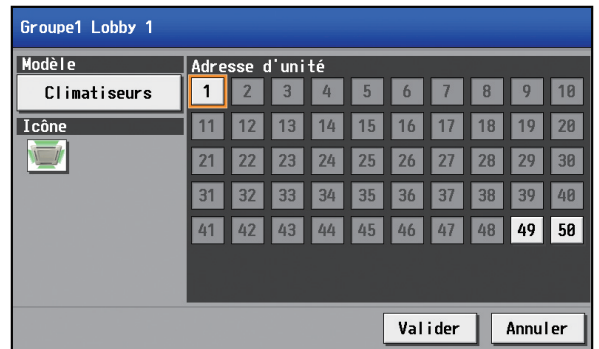 Groupe1 Lobby 1
Modèle
Climatiseurs
Icône
Adresse d'unité
1 2 3 4 5 6 7 8 9 10
11 12 13 14 15 16 17 18 19 20
21 22 23 24 25 26 27 28 29 30
31 32 33 34 35 36 37 38 39 40
41 42 43 44 45 46 47 48 49 50
Valider Annuler